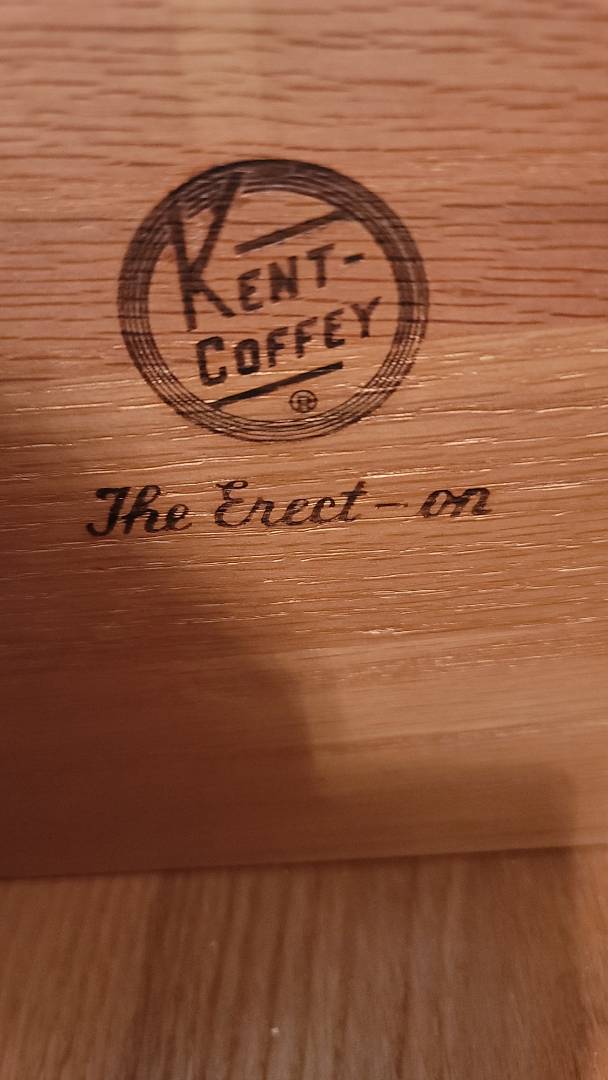 KENT-
COFFEY
®
The Erect-on